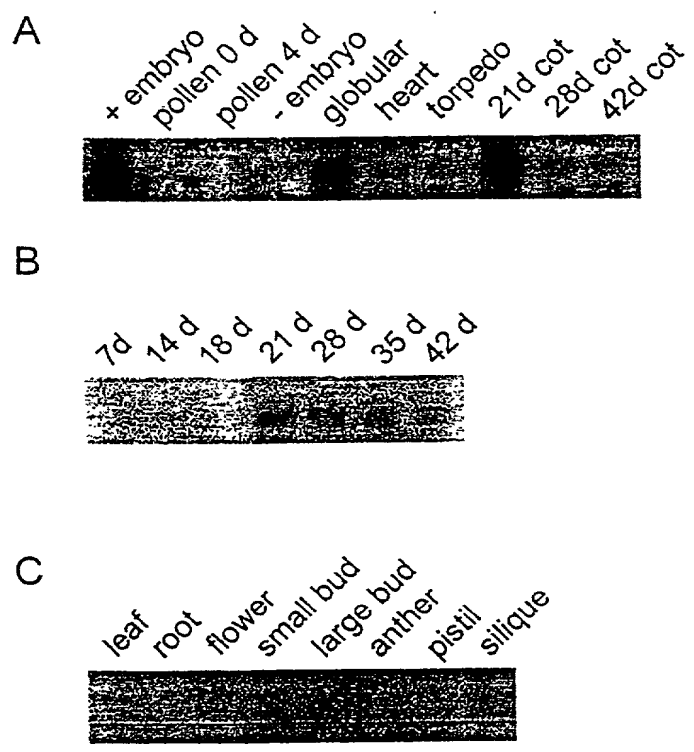 A
+ embryo
pollen 0 d
pollen 4 d
- embryo
globular
heart
torpedo
21d cot
28d cot
42d cot
B
7d
14 d
18 d
21 d
28 d
35 d
42 d
C
leaf
root
flower
small bud
large bud
anther
pistil
silique